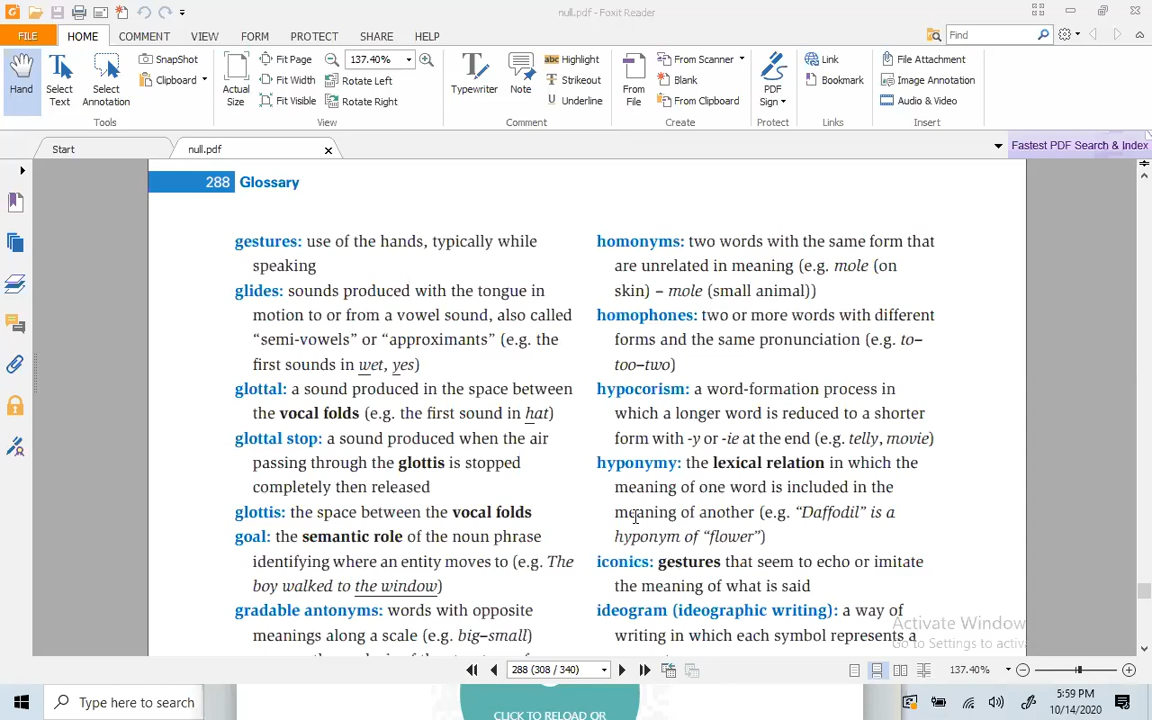 null.pdf - Foxit Reader
FILE
HOME
COMMENT
VIEW
FORM
PROTECT
SHARE
HELP
Find
Hand
Select
Text
Select
Annotation
SnapShot
Clipboard
Tools
Actual
Size
Fit Page
Fit Width
Fit Visible
137.40%
Rotate Left
Rotate Right
View
Typewriter
Note
Highlight
Strikeout
Underline
Comment
From
File
From Scanner
Blank
From Clipboard
Create
PDF
Sign
Protect
Link
Bookmark
Links
File Attachment
Image Annotation
Audio & Video
Insert
Start
null.pdf
Fastest PDF Search & Index
288 Glossary
gestures: use of the hands, typically while
speaking
glides: sounds produced with the tongue in
motion to or from a vowel sound, also called
“semi-vowels” or “approximants” (e.g. the
first sounds in wet, yes)
glottal: a sound produced in the space between
the vocal folds (e.g. the first sound in hat)
glottal stop: a sound produced when the air
passing through the glottis is stopped
completely then released
glottis: the space between the vocal folds
goal: the semantic role of the noun phrase
identifying where an entity moves to (e.g. The
boy walked to the window)
gradable antonyms: words with opposite
meanings along a scale (e.g. big–small)
homonyms: two words with the same form that
are unrelated in meaning (e.g. mole (on
skin) – mole (small animal))
homophones: two or more words with different
forms and the same pronunciation (e.g. to–
too–two)
hypocorism: a word-formation process in
which a longer word is reduced to a shorter
form with -y or -ie at the end (e.g. telly, movie)
hyponymy: the lexical relation in which the
meaning of one word is included in the
meaning of another (e.g. “Daffodil” is a
hyponym of “flower”)
iconics: gestures that seem to echo or imitate
the meaning of what is said
ideogram (ideographic writing): a way of
writing in which each symbol represents a
Activate Window
Go to Settings to activ
288 (308 / 340)
137.40%
Type here to search
CLICK TO RELOAD OR
5:59 PM
10/14/2020